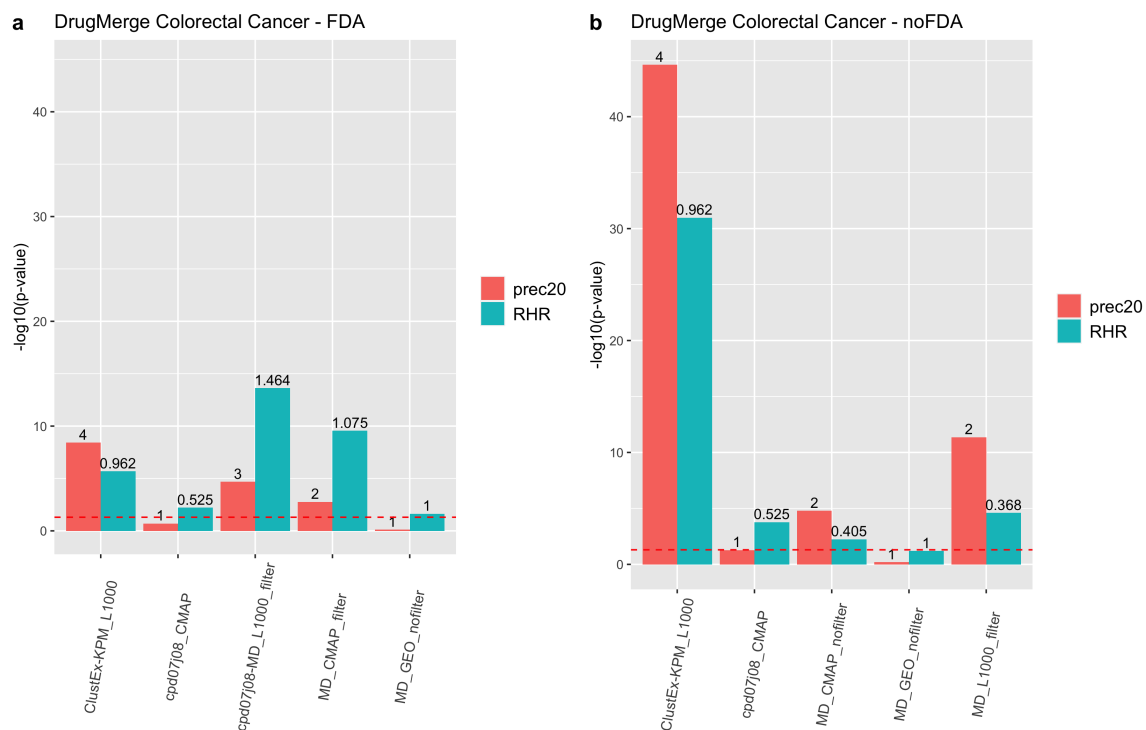 a
DrugMerge Colorectal Cancer - FDA
-log10(p-value)
40
30
20
10
0
4
0.962
1
0.525
3
1.464
2
1.075
1
1
ClustEx-KPM_L1000
cpd07j08_CMAP
cpd07j08-MD_L1000_filter
MD_CMAP_filter
MD_GEO_nofilter
prec20
RHR
b
DrugMerge Colorectal Cancer - noFDA
-log10(p-value)
40
30
20
10
0
4
0.962
1
0.525
2
0.405
1
1
2
0.368
ClustEx-KPM_L1000
cpd07j08_CMAP
MD_CMAP_nofilter
MD_GEO_nofilter
MD_L1000_filter
prec20
RHR